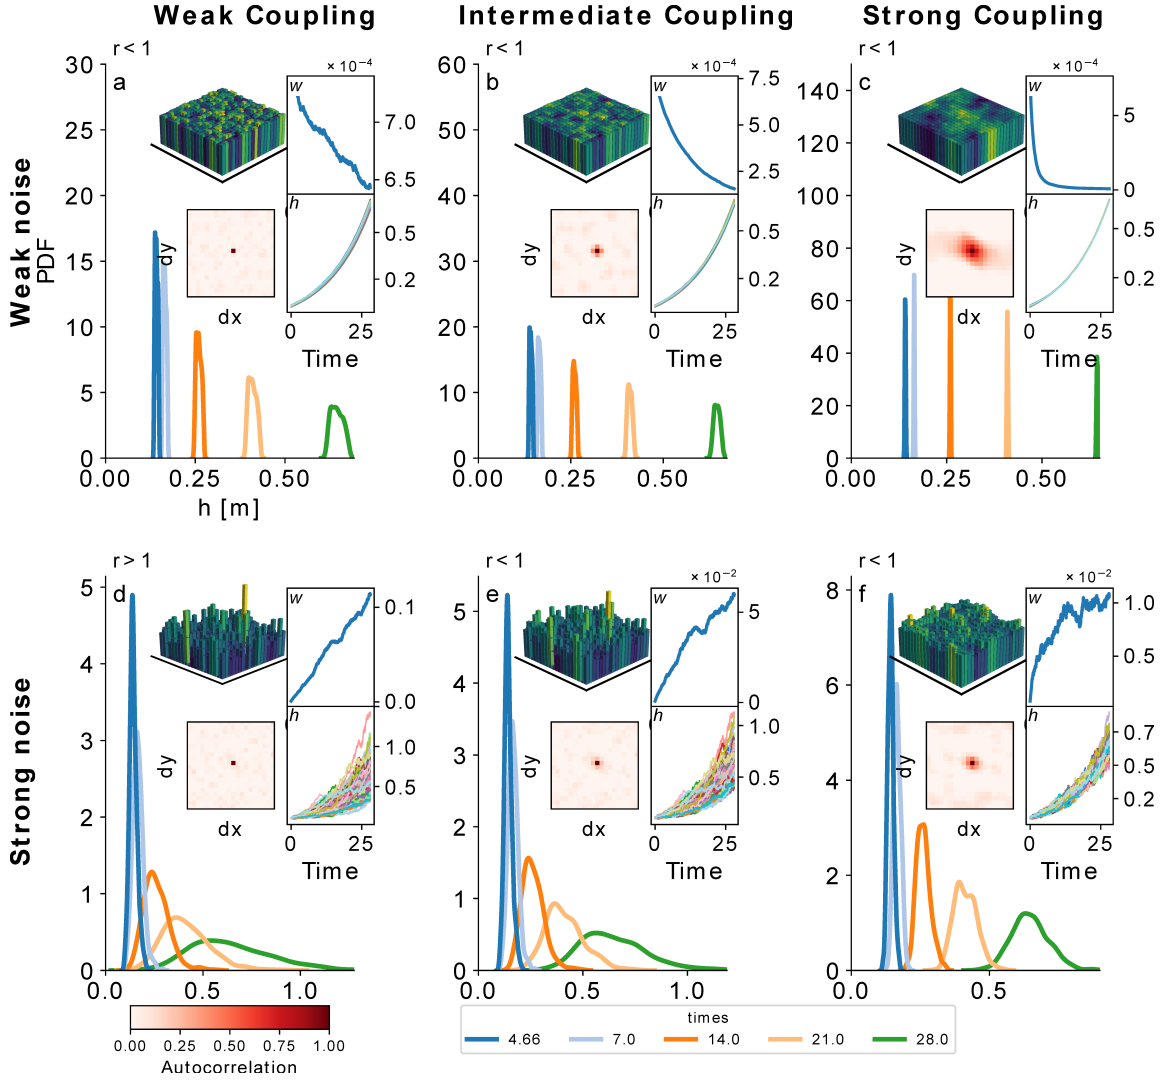 Weak Coupling
Intermediate Coupling
Strong Coupling
Weak noise
PDF
r < 1
a
30
25
20
15
10
5
0
0.00
0.25
0.50
h [m]
× 10⁻⁴
w
7.0
6.5
h
0.5
0.2
0
25
Time
dy
dx
r < 1
b
60
50
40
30
20
10
0
0.00
0.25
0.50
× 10⁻⁴
w
7.5
5.0
2.5
h
0.5
0.2
0
25
Time
dy
dx
r < 1
c
140
120
100
80
60
40
20
0
0.00
0.25
0.50
× 10⁻⁴
w
5
0
h
0.5
0.2
0
25
Time
dy
dx
Strong noise
r > 1
d
5
4
3
2
1
0
0.0
0.5
1.0
w
0.1
0.0
h
1.0
0.5
0
25
Time
dy
dx
r < 1
e
5
4
3
2
1
0
0.0
0.5
1.0
× 10⁻²
w
5
0
h
1.0
0.5
0
25
Time
dy
dx
r < 1
f
8
6
4
2
0
0.0
0.5
× 10⁻²
w
1.0
0.5
h
0.7
0.5
0.2
0
25
Time
dy
dx
0.00
0.25
0.50
0.75
1.00
Autocorrelation
times
4.66
7.0
14.0
21.0
28.0